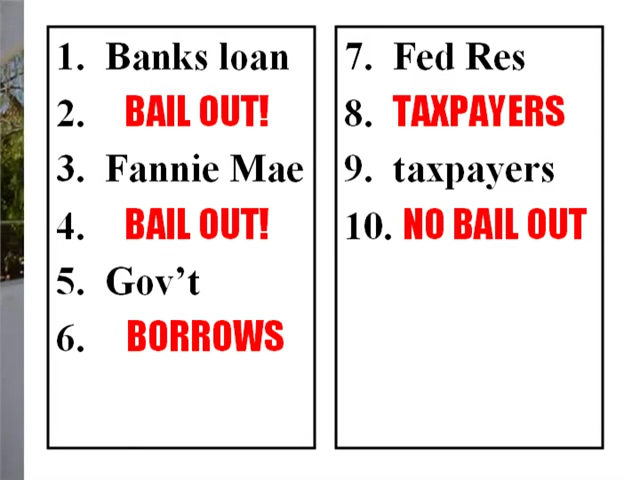 1. Banks loan
2. BAIL OUT!
3. Fannie Mae
4. BAIL OUT!
5. Gov’t
6. BORROWS
7. Fed Res
8. TAXPAYERS
9. taxpayers
10. NO BAIL OUT